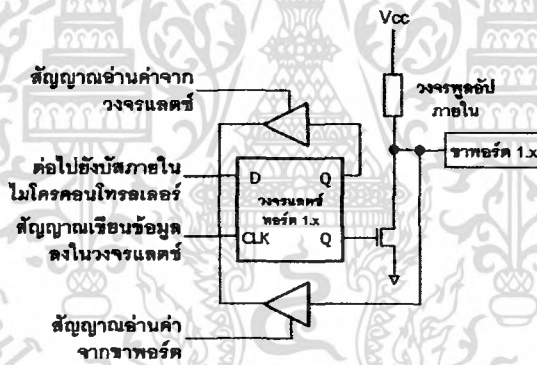 Vcc
สัญญาณอ่านค่าจาก
วงจรแลตช์
วงจรพูลอัป
ภายใน
ขาพอร์ต 1.x
ต่อไปยังบัสภายใน
ไมโครคอนโทรลเลอร์
D
Q
วงจรแลตช์
พอร์ต 1.x
สัญญาณเขียนข้อมูล
ลงในวงจรแลตช์
CLK
Q
สัญญาณอ่านค่า
จากขาพอร์ต